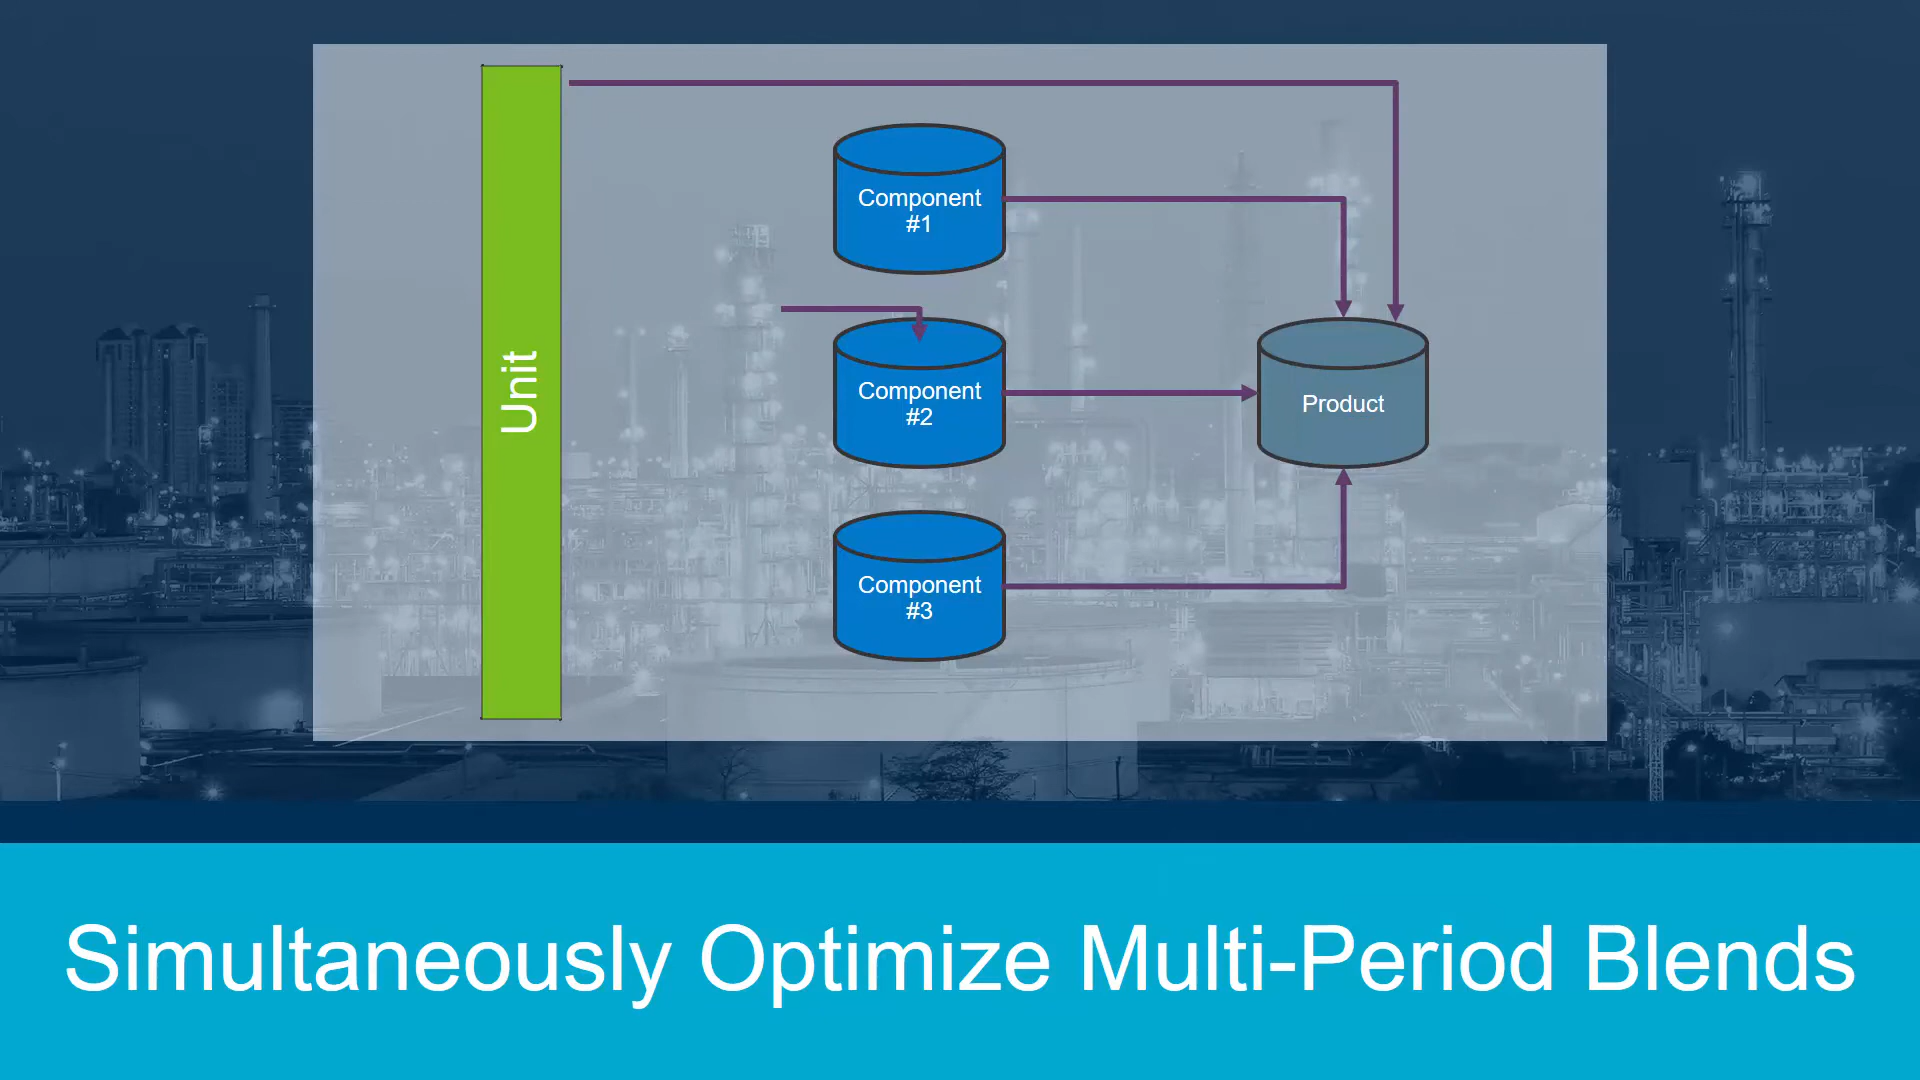 Unit
Component
#1
Component
#2
Component
#3
Product
Simultaneously Optimize Multi-Period Blends